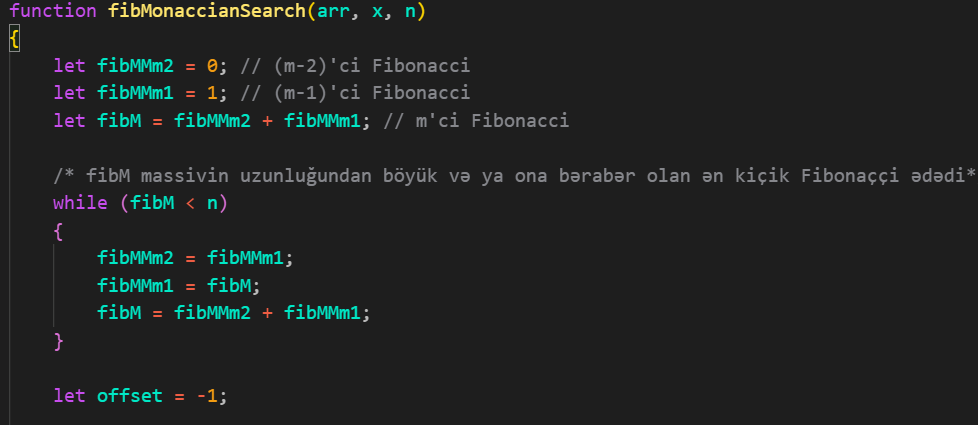 function fibMonaccianSearch(arr, x, n)
{
let fibMMm2 = 0; // (m-2)'ci Fibonacci
let fibMMm1 = 1; // (m-1)'ci Fibonacci
let fibM = fibMMm2 + fibMMm1; // m'ci Fibonacci
/* fibM massivin uzunluğundan böyük və ya ona bərabər olan ən kiçik Fibonaççi ədədi*
while (fibM < n)
{
fibMMm2 = fibMMm1;
fibMMm1 = fibM;
fibM = fibMMm2 + fibMMm1;
}
let offset = -1;